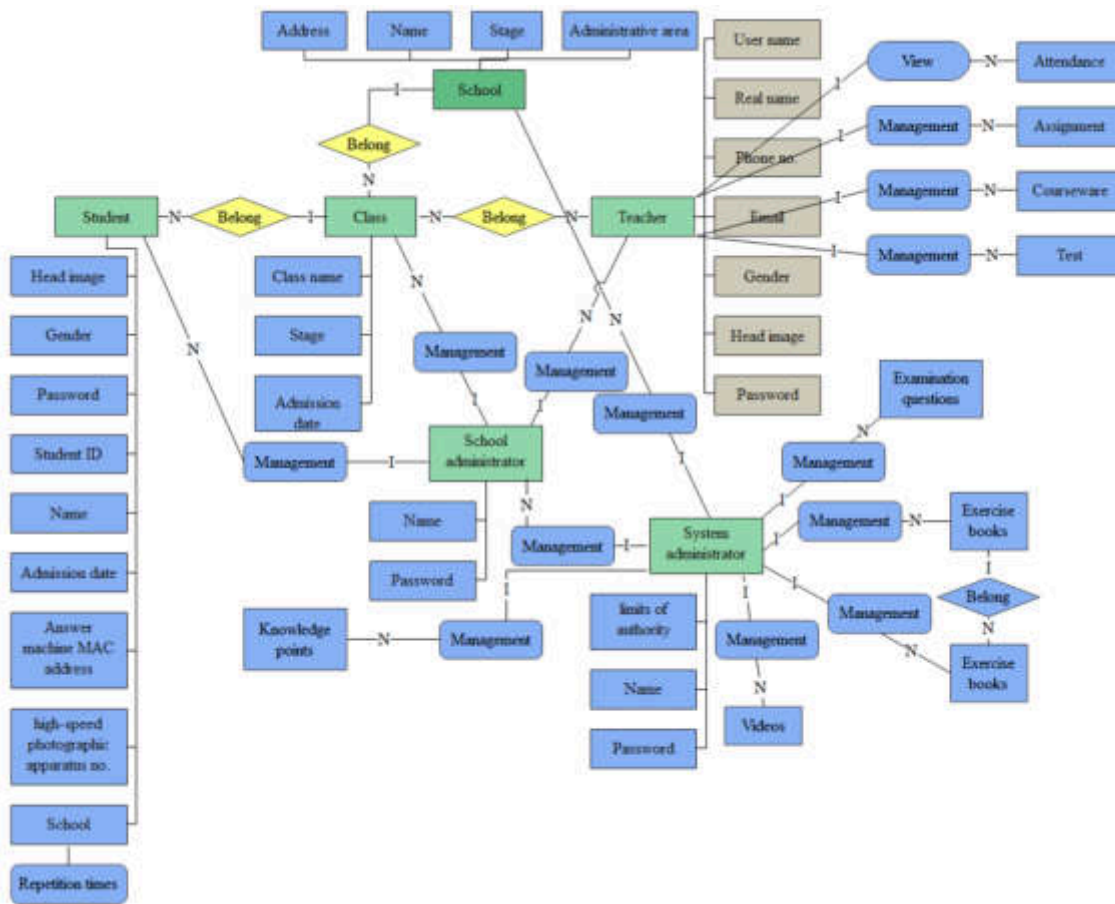 Address
Name
Stage
Administrative area
School
User name
Real name
Phone no.
Email
Gender
Head image
Password
View
Attendance
Management
Assignment
Management
Courseware
Management
Test
I
I
I
I
N
N
N
N
I
Belong
N
Student
N
Belong
I
Class
N
Belong
N
Teacher
Head image
Gender
Password
Student ID
Name
Admission date
Answer
machine MAC
address
high-speed
photographic
apparatus no.
School
Repetition times
Class name
Stage
Admission
date
N
Management
I
N
Management
I
N
Management
I
N
Management
I
School
administrator
Name
Password
N
Management
I
System
administrator
limits of
authority
Name
Password
Knowledge
points
N
Management
I
I
Management
N
Videos
I
Management
N
Examination
questions
I
Management
N
Exercise
books
I
Belong
N
I
Management
N
Exercise
books